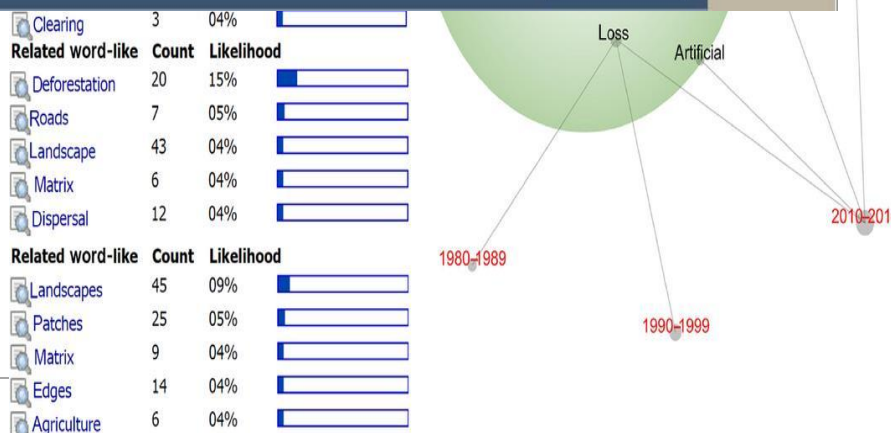 Clearing 3 04%
Related word-like Count Likelihood
Deforestation 20 15%
Roads 7 05%
Landscape 43 04%
Matrix 6 04%
Dispersal 12 04%
Related word-like Count Likelihood
Landscapes 45 09%
Patches 25 05%
Matrix 9 04%
Edges 14 04%
Agriculture 6 04%
Loss
Artificial
2010-201
1980-1989
1990-1999